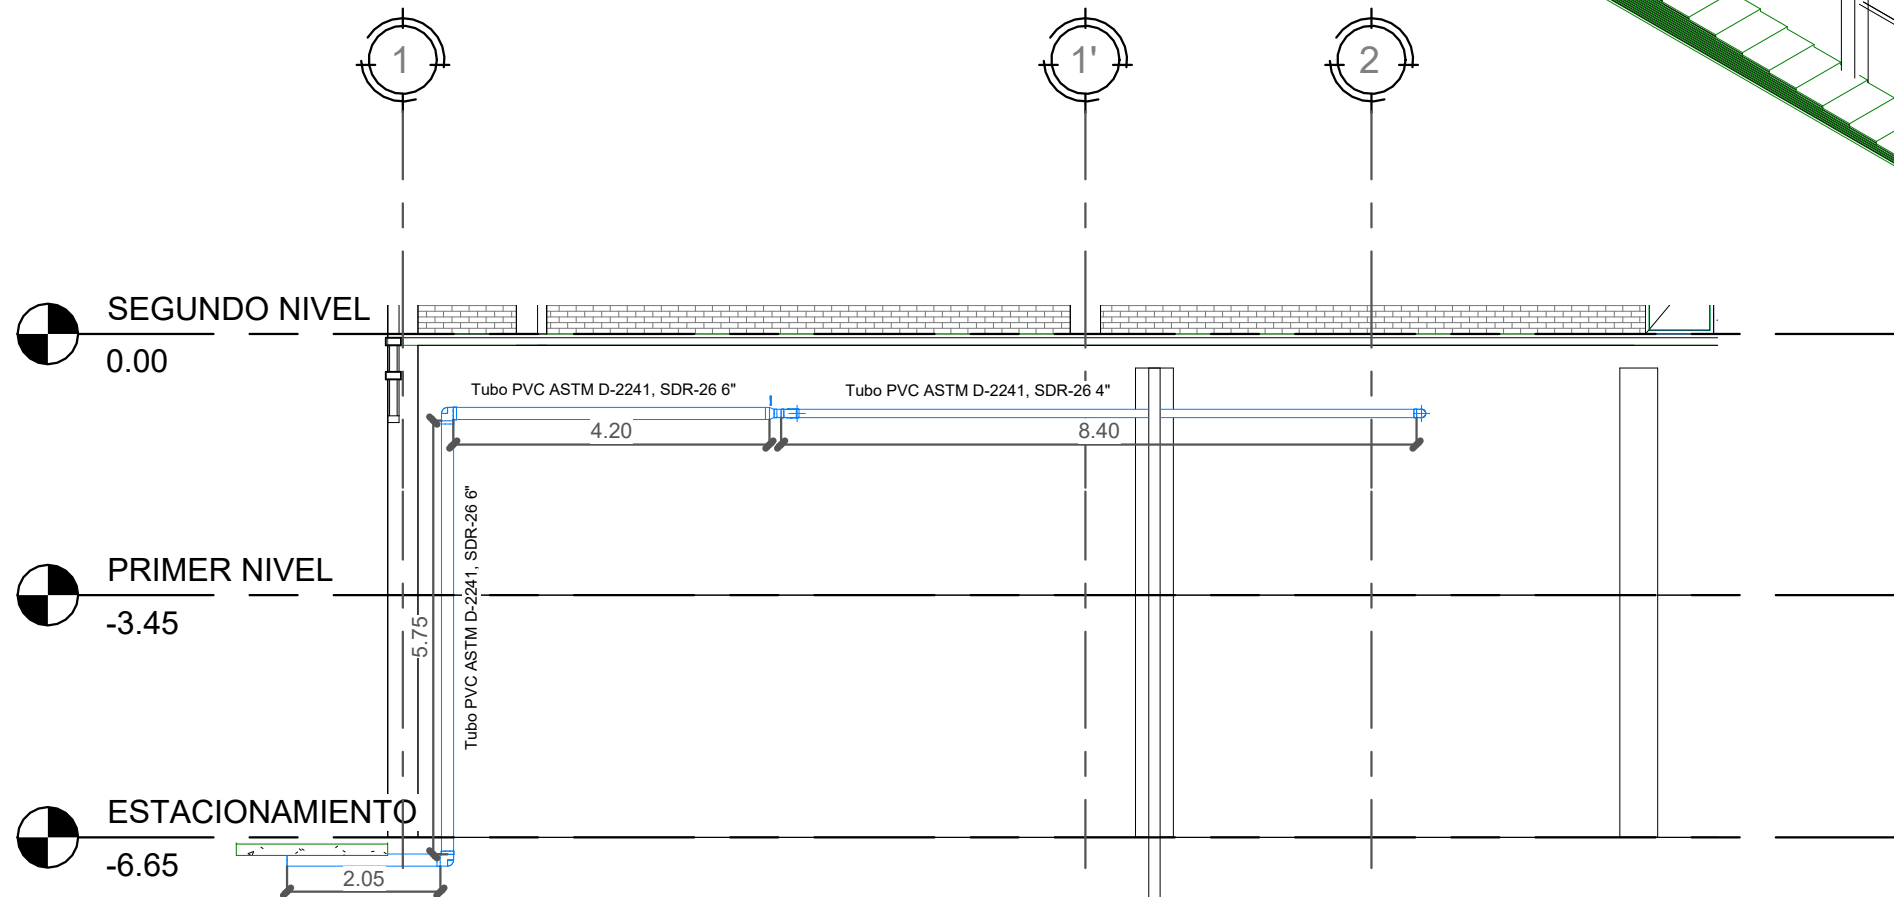 1
1'
2
SEGUNDO NIVEL
0.00
Tubo PVC ASTM D-2241, SDR-26 6"
Tubo PVC ASTM D-2241, SDR-26 4"
4.20
8.40
Tubo PVC ASTM D-2241, SDR-26 6"
5.75
PRIMER NIVEL
-3.45
ESTACIONAMIENTO
-6.65
2.05